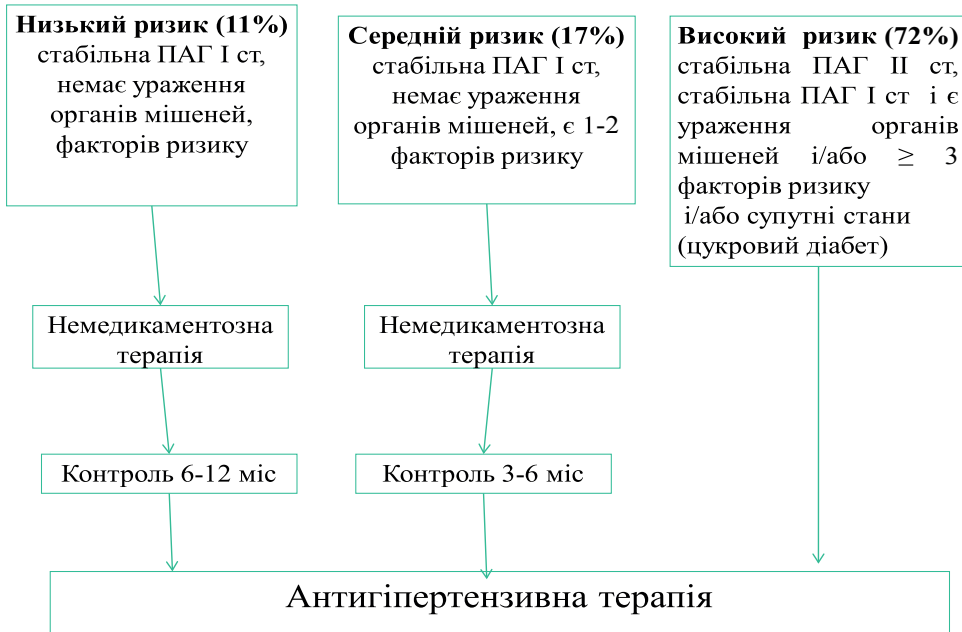 Низький ризик (11%)
стабільна ПАГ І ст,
немає ураження
органів мішеней,
факторів ризику
Середній ризик (17%)
стабільна ПАГ І ст,
немає ураження
органів мішеней, є 1-2
факторів ризику
Високий ризик (72%)
стабільна ПАГ ІІ ст,
стабільна ПАГ І ст і є
ураження органів
мішеней і/або ≥ 3
факторів ризику
і/або супутні стани
(цукровий діабет)
Немедикаментозна
терапія
Немедикаментозна
терапія
Контроль 6-12 міс
Контроль 3-6 міс
Антигіпертензивна терапія